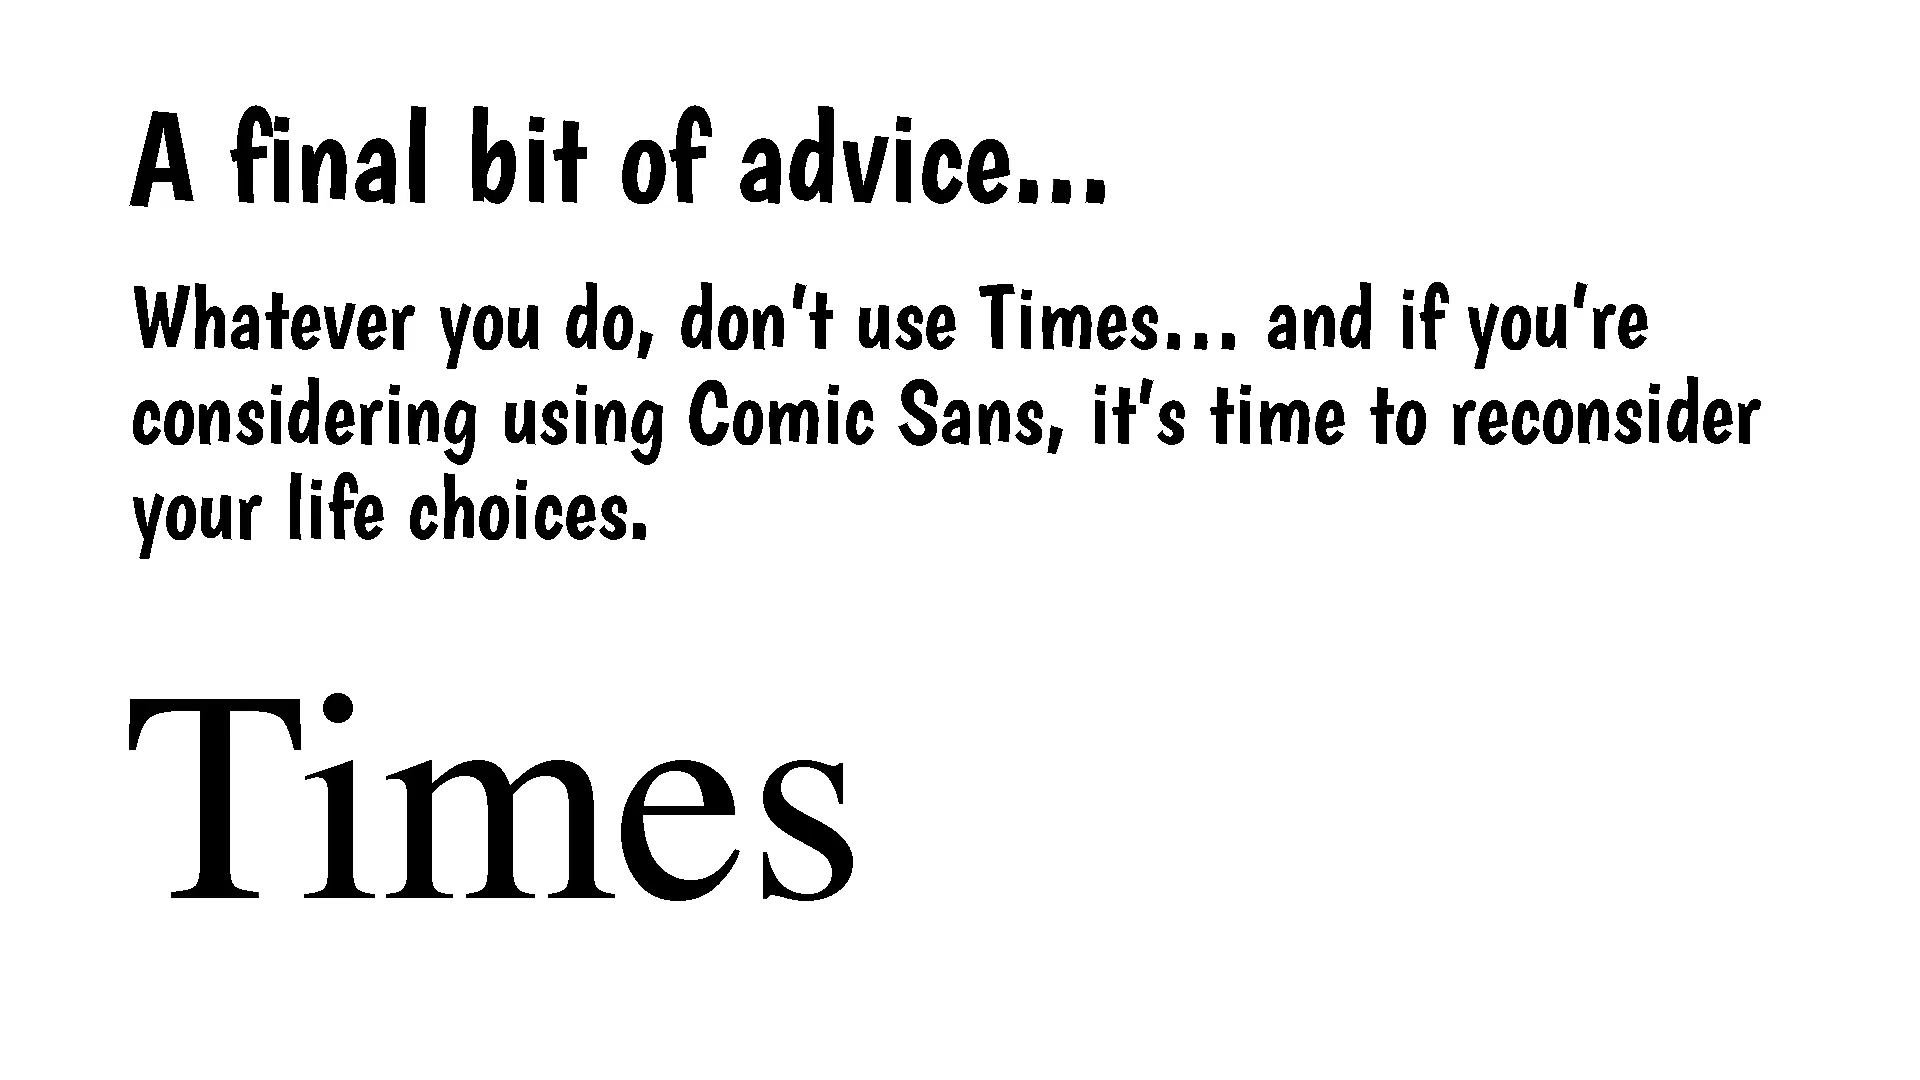 A final bit of advice...
Whatever you do, don't use Times... and if you're
considering using Comic Sans, it's time to reconsider
your life choices.
Times